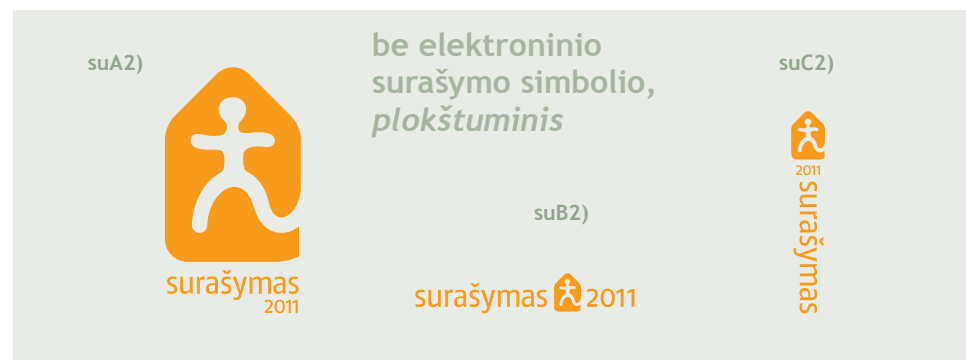 suA2)
be elektroninio
surašymo simbolio,
plokštuminis
suC2)
surašymas
2011
suB2)
surašymas 2011
2011
surašymas